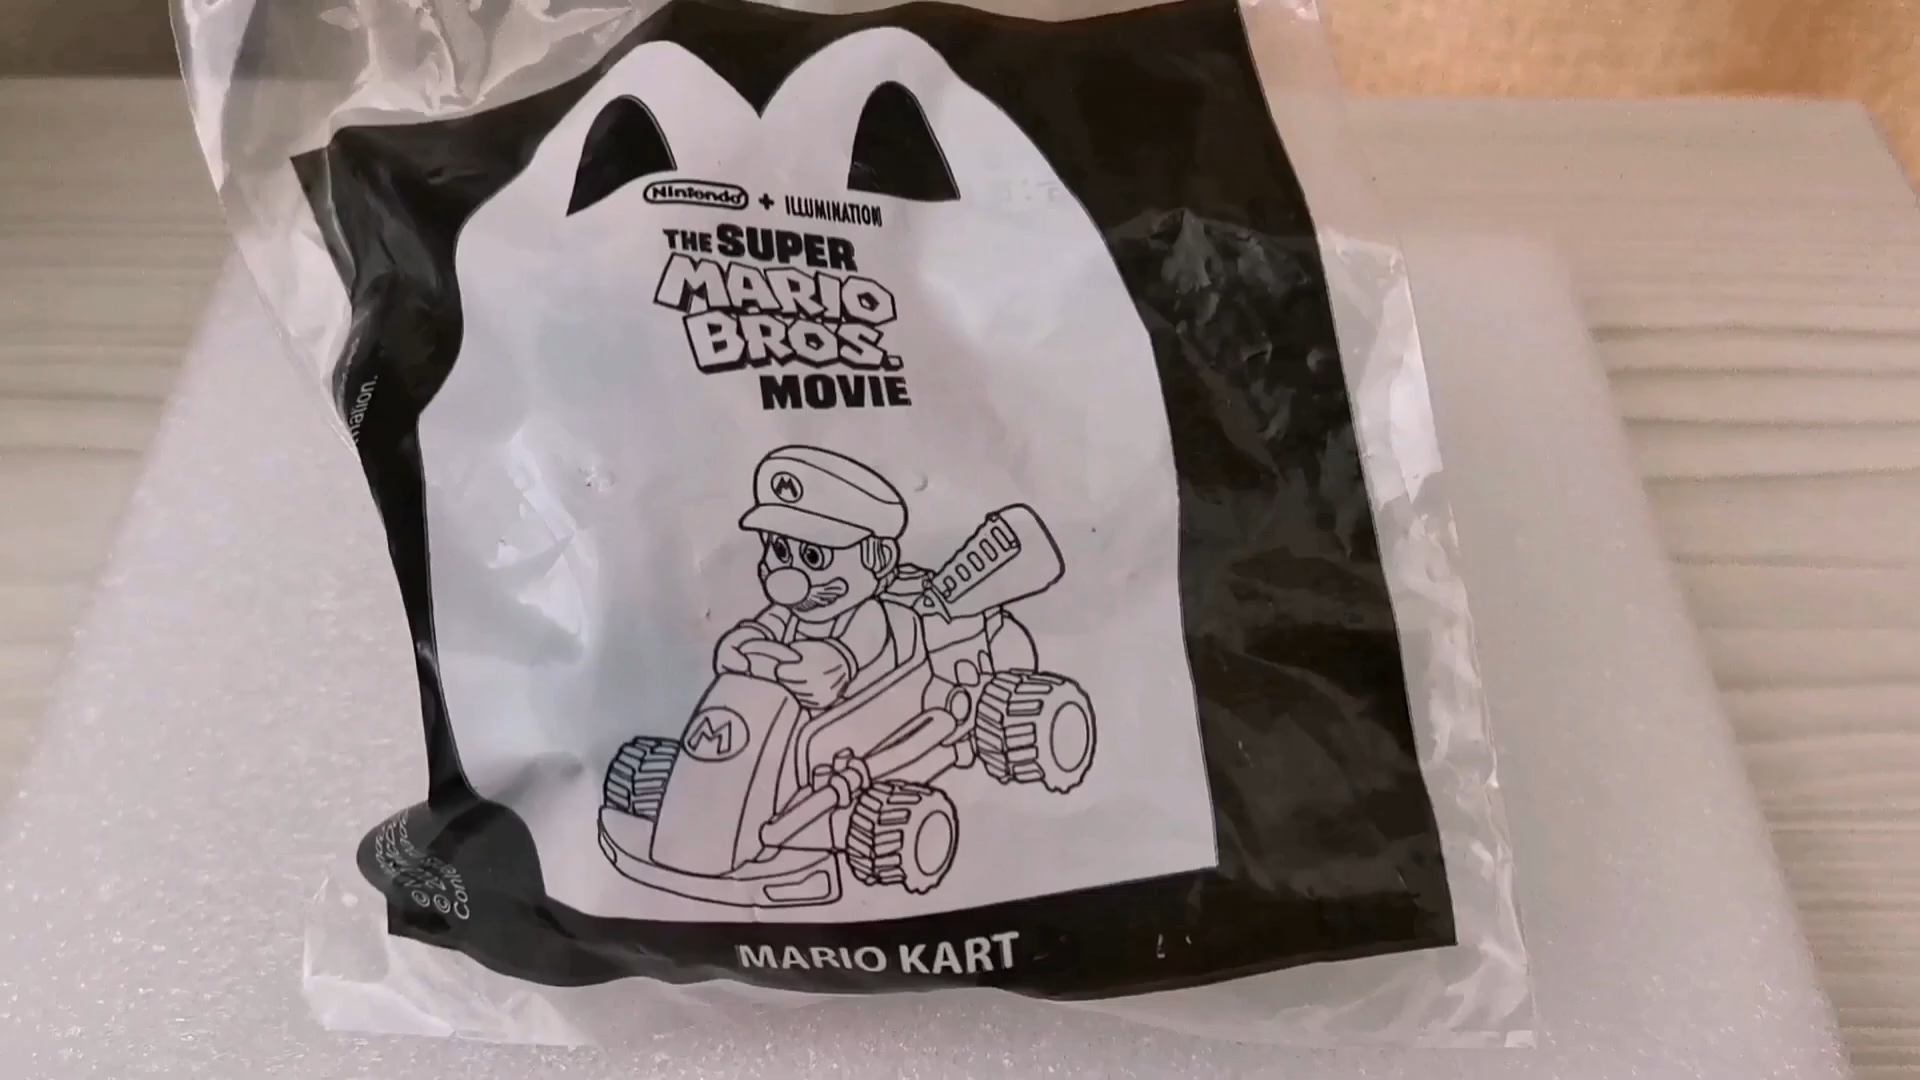 Nintendo + ILLUMINATION
THE SUPER
MARIO
BROS.
MOVIE
M
M
MARIO KART